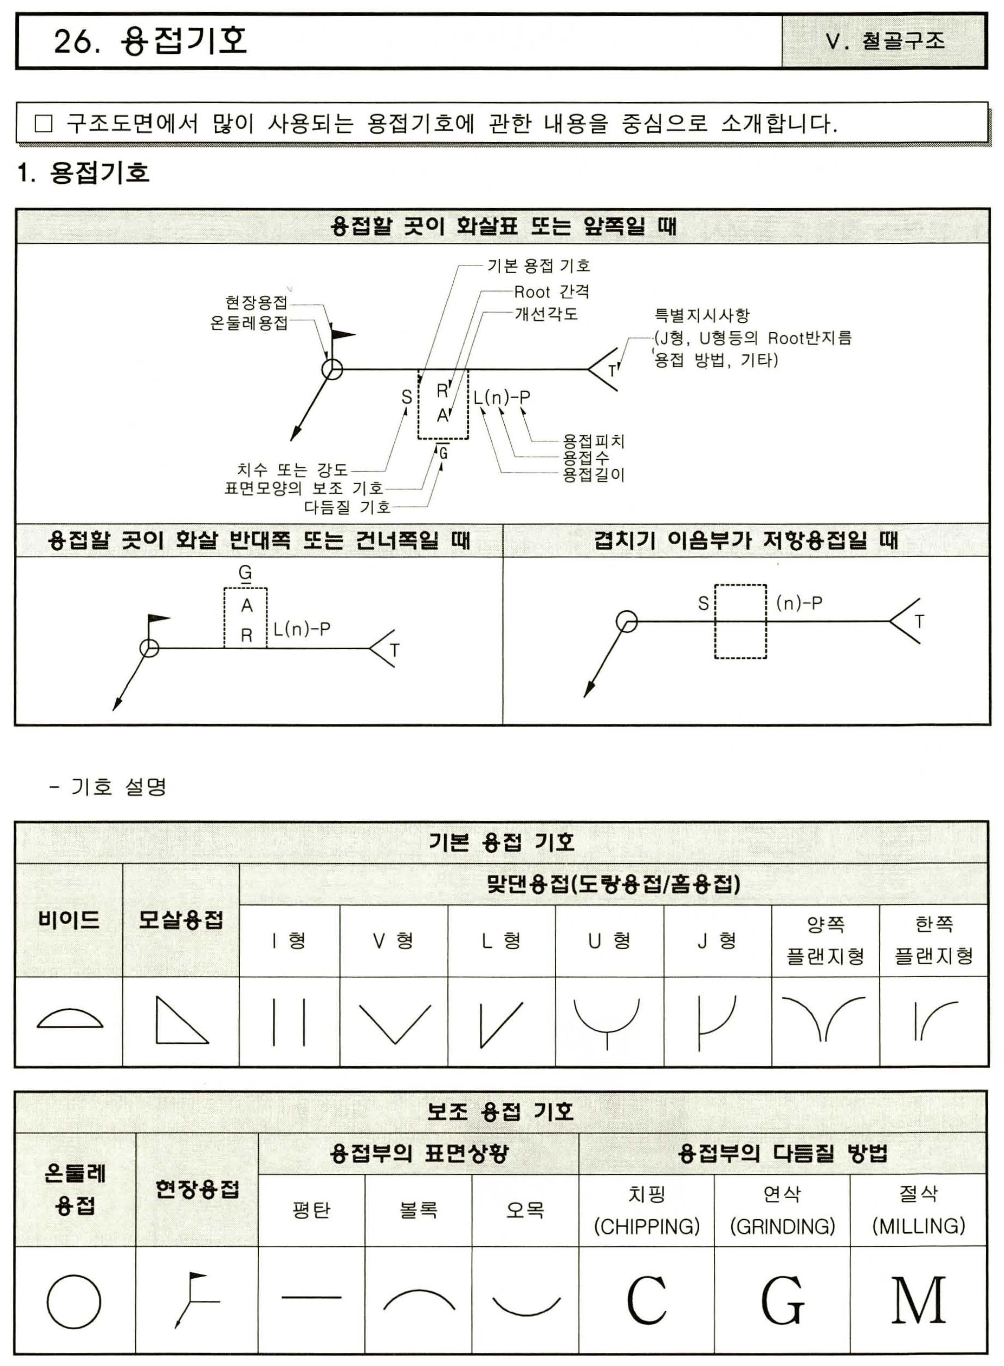 26. 용접기호
V. 철골구조
□ 구조도면에서 많이 사용되는 용접기호에 관한 내용을 중심으로 소개합니다.
1. 용접기호
용접할 곳이 화살표 또는 앞쪽일 때
기본 용접 기호
Root 간격
개선각도
현장용접
온둘레용접
특별지시사항
(J형, U형등의 Root반지름
용접 방법, 기타)
T
S
R
A
L(n)-P
G
용접피치
용접수
용접길이
치수 또는 강도
표면모양의 보조 기호
다듬질 기호
용접할 곳이 화살 반대쪽 또는 건너쪽일 때
겹치기 이음부가 저항용접일 때
G
A
R
L(n)-P
T
S
(n)-P
T
- 기호 설명
기본 용접 기호
비이드
모살용접
맞댄용접(도랑용접/홈용접)
I 형
V 형
L 형
U 형
J 형
양쪽
플랜지형
한쪽
플랜지형
보조 용접 기호
온둘레
용접
현장용접
용접부의 표면상황
용접부의 다듬질 방법
평탄
볼록
오목
치핑
(CHIPPING)
연삭
(GRINDING)
절삭
(MILLING)
C
G
M